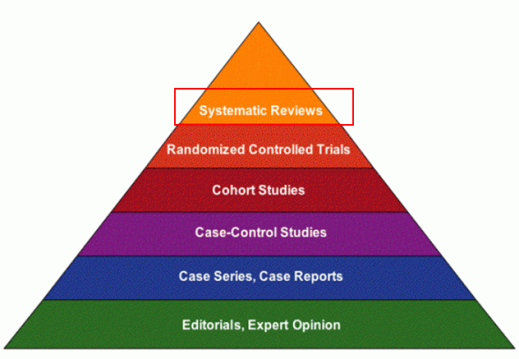 Systematic Reviews
Randomized Controlled Trials
Cohort Studies
Case-Control Studies
Case Series, Case Reports
Editorials, Expert Opinion